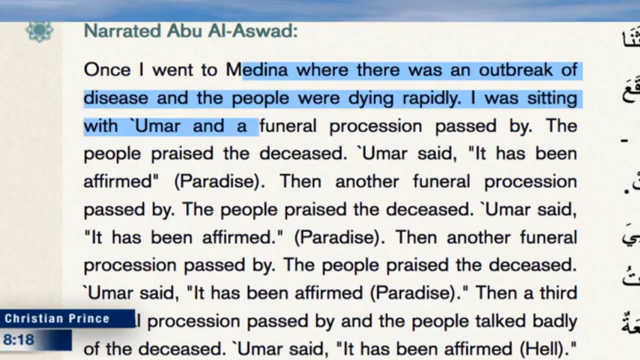 Narrated Abu Al-Aswad:
Once I went to Medina where there was an outbreak of
disease and the people were dying rapidly. I was sitting
with `Umar and a funeral procession passed by. The
people praised the deceased. `Umar said, "It has been
affirmed" (Paradise). Then another funeral procession
passed by. The people praised the deceased. `Umar said,
"It has been affirmed." (Paradise). Then another funeral
procession passed by. The people praised the deceased.
`Umar said, "It has been affirmed (Paradise)." Then a third
procession passed by and the people talked badly
of the deceased. `Umar said, "It has been affirmed (Hell)."
Christian Prince
8:18